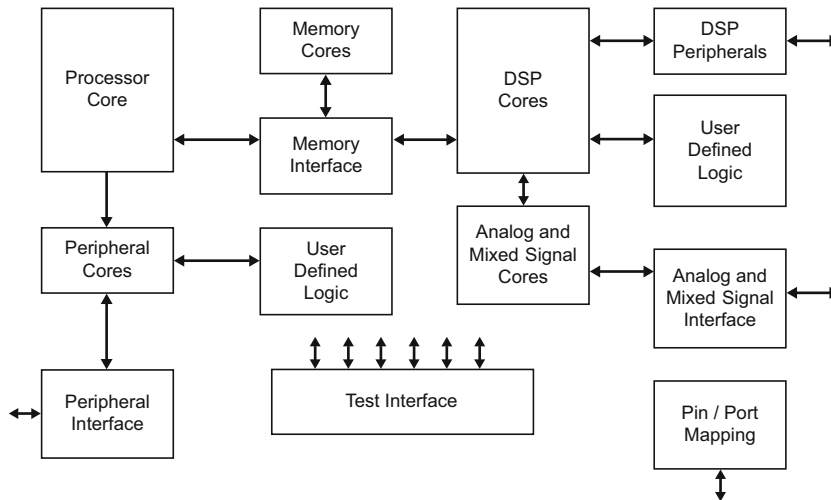 Processor
Core
Memory
Cores
Memory
Interface
DSP
Cores
DSP
Peripherals
User
Defined
Logic
Peripheral
Cores
User
Defined
Logic
Analog and
Mixed Signal
Cores
Analog and
Mixed Signal
Interface
Peripheral
Interface
Test Interface
Pin / Port
Mapping